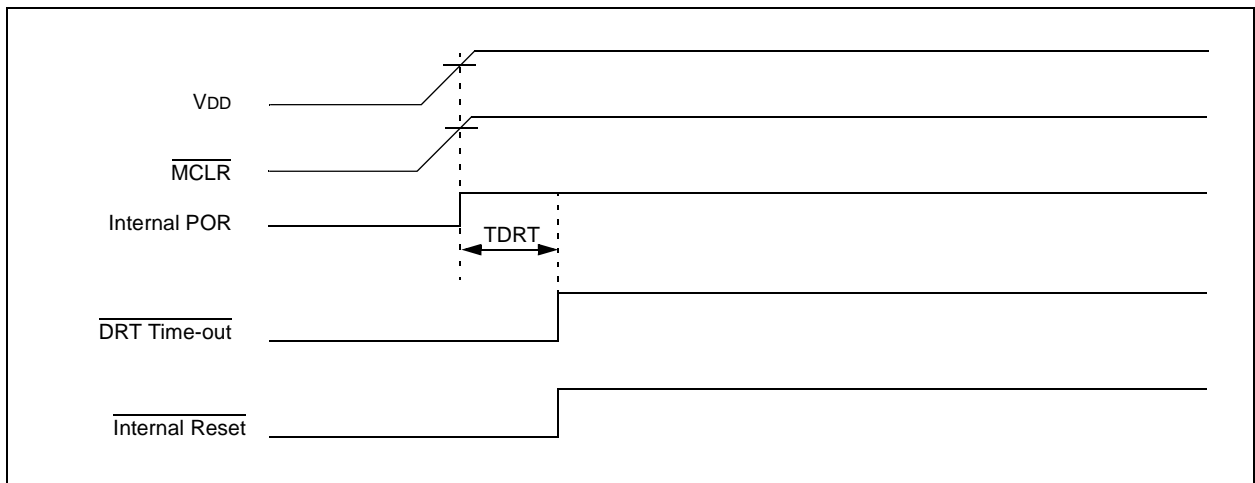 VDD
MCLR
Internal POR
TDRT
DRT Time-out
Internal Reset